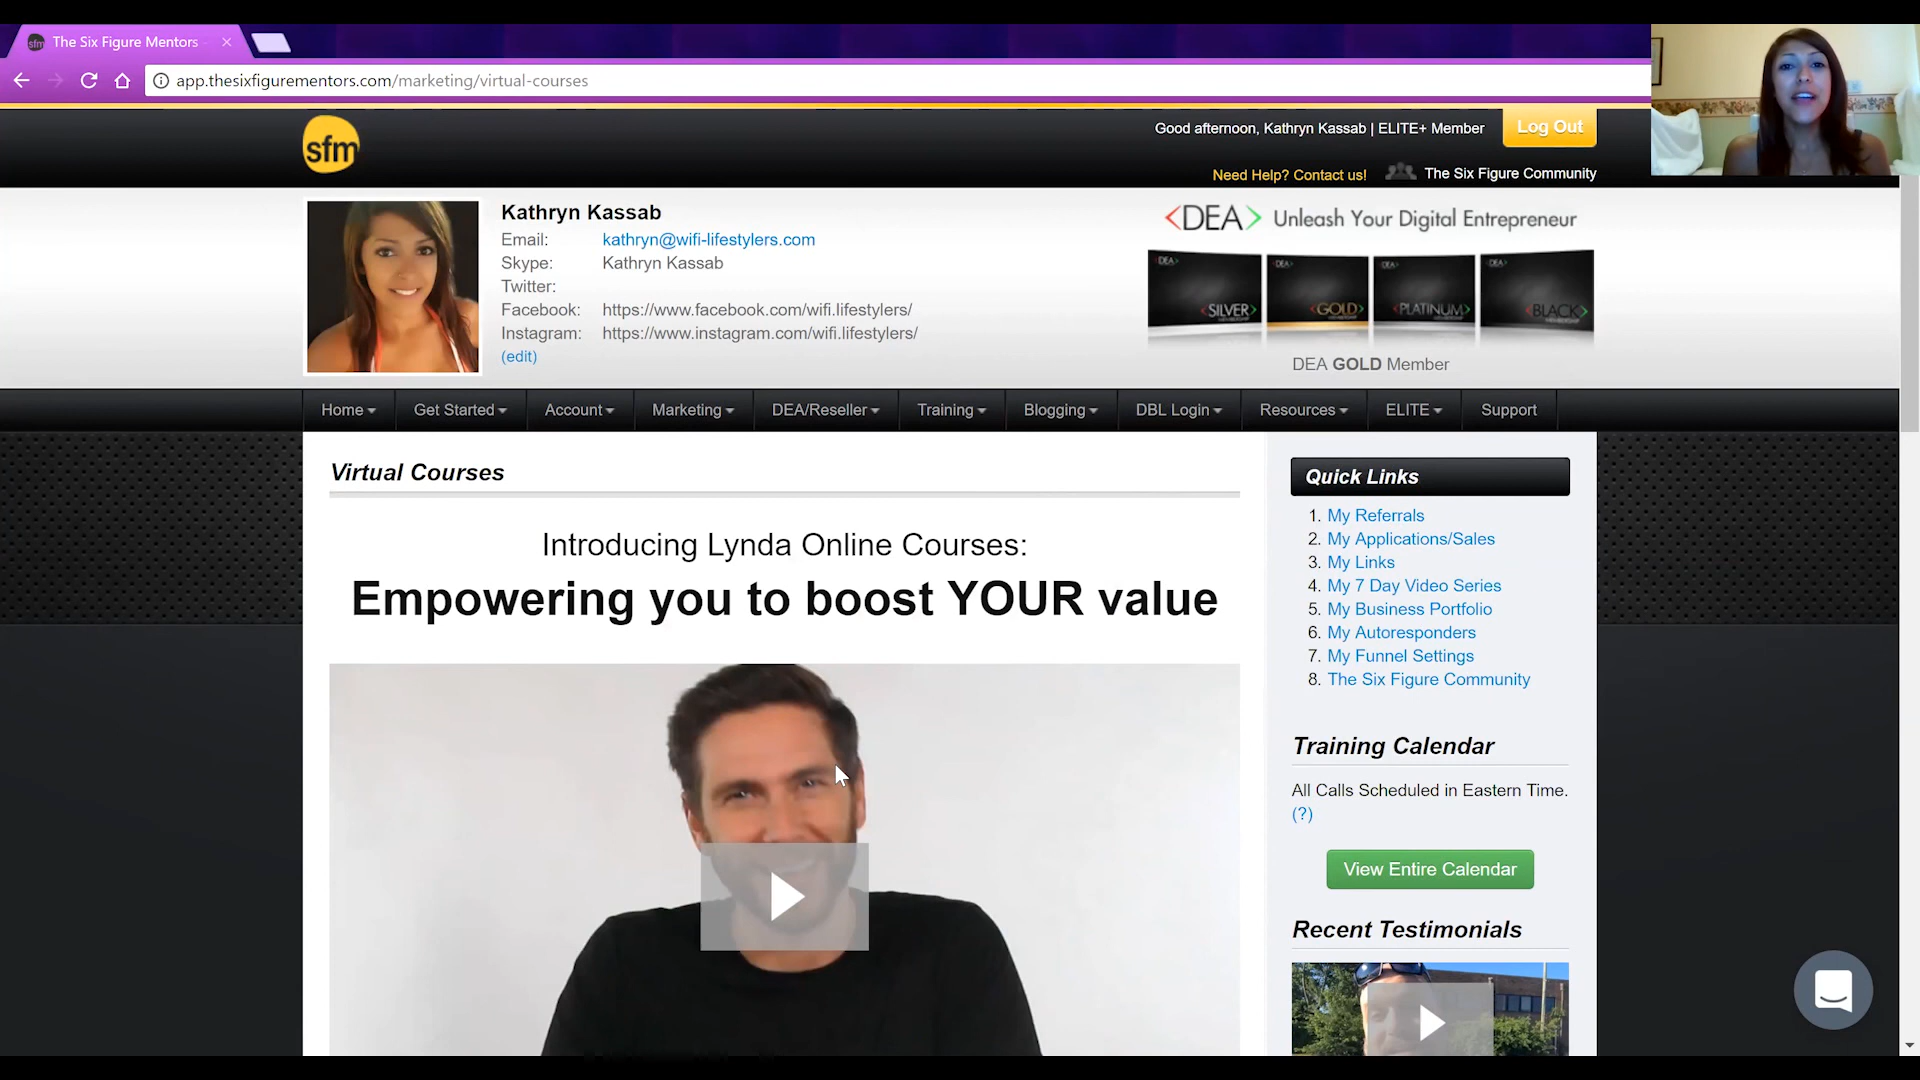 The Six Figure Mentors
app.thesixfigurementors.com/marketing/virtual-courses
sfm
Good afternoon, Kathryn Kassab | ELITE+ Member
Log Out
Need Help? Contact us!
The Six Figure Community
Kathryn Kassab
Email: kathryn@wifi-lifestylers.com
Skype: Kathryn Kassab
Twitter:
Facebook: https://www.facebook.com/wifi.lifestylers/
Instagram: https://www.instagram.com/wifi.lifestylers/
(edit)
<DEA> Unleash Your Digital Entrepreneur
<SILVER> <GOLD> <PLATINUM> <BLACK>
DEA GOLD Member
Home Get Started Account Marketing DEA/Reseller Training Blogging DBL Login Resources ELITE Support
Virtual Courses
Introducing Lynda Online Courses:
Empowering you to boost YOUR value
Quick Links
1. My Referrals
2. My Applications/Sales
3. My Links
4. My 7 Day Video Series
5. My Business Portfolio
6. My Autoresponders
7. My Funnel Settings
8. The Six Figure Community
Training Calendar
All Calls Scheduled in Eastern Time.
(?)
View Entire Calendar
Recent Testimonials